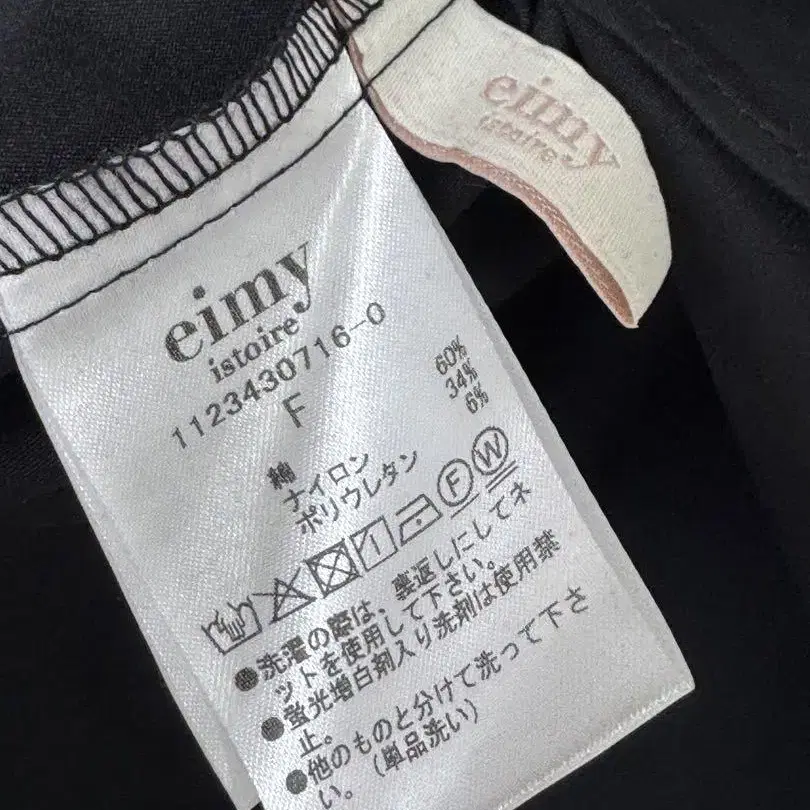 eimy
istoire
eimy
istoire
1123430716-0
F
綿 60%
ナイロン 34%
ポリウレタン 6%
F W
●洗濯の際は、裏返しにしてネ
ットを使用して下さい。
●蛍光増白剤入り洗剤は使用禁
止。
●他のものと分けて洗って下さ
い。(単品洗い)